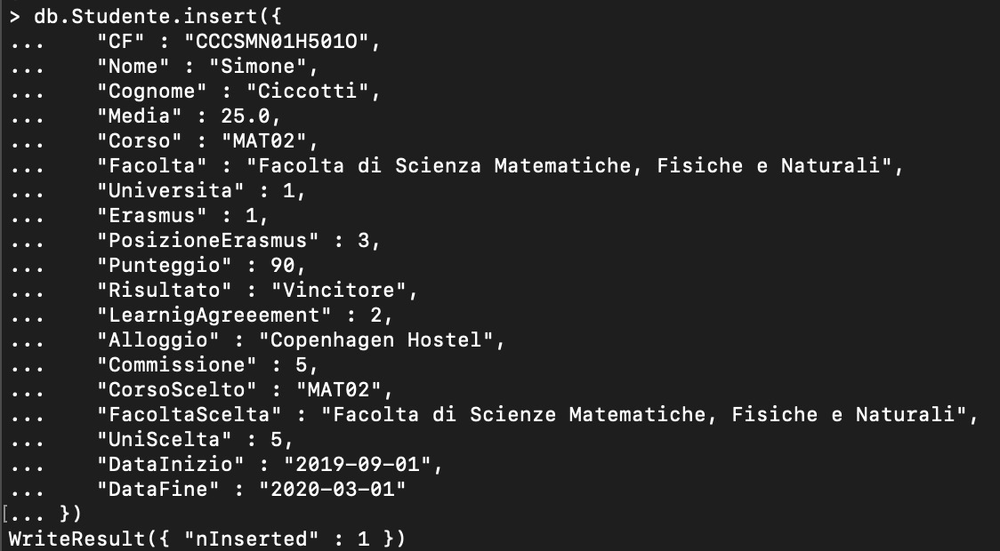 > db.Studente.insert({
... "CF" : "CCCSMN01H501O",
... "Nome" : "Simone",
... "Cognome" : "Ciccotti",
... "Media" : 25.0,
... "Corso" : "MAT02",
... "Facolta" : "Facolta di Scienza Matematiche, Fisiche e Naturali",
... "Universita" : 1,
... "Erasmus" : 1,
... "PosizioneErasmus" : 3,
... "Punteggio" : 90,
... "Risultato" : "Vincitore",
... "LearnigAgreeement" : 2,
... "Alloggio" : "Copenhagen Hostel",
... "Commissione" : 5,
... "CorsoScelto" : "MAT02",
... "FacoltaScelta" : "Facolta di Scienze Matematiche, Fisiche e Naturali",
... "UniScelta" : 5,
... "DataInizio" : "2019-09-01",
... "DataFine" : "2020-03-01"
[... })
WriteResult({ "nInserted" : 1 })